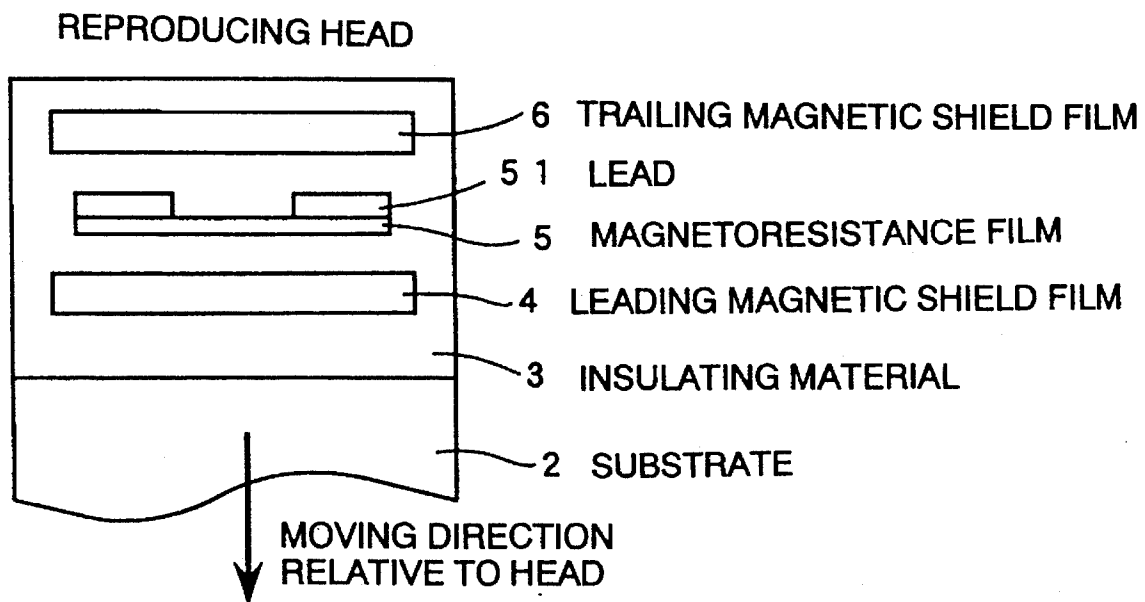 REPRODUCING HEAD
6 TRAILING MAGNETIC SHIELD FILM
5 1 LEAD
5 MAGNETORESISTANCE FILM
4 LEADING MAGNETIC SHIELD FILM
3 INSULATING MATERIAL
2 SUBSTRATE
MOVING DIRECTION
RELATIVE TO HEAD